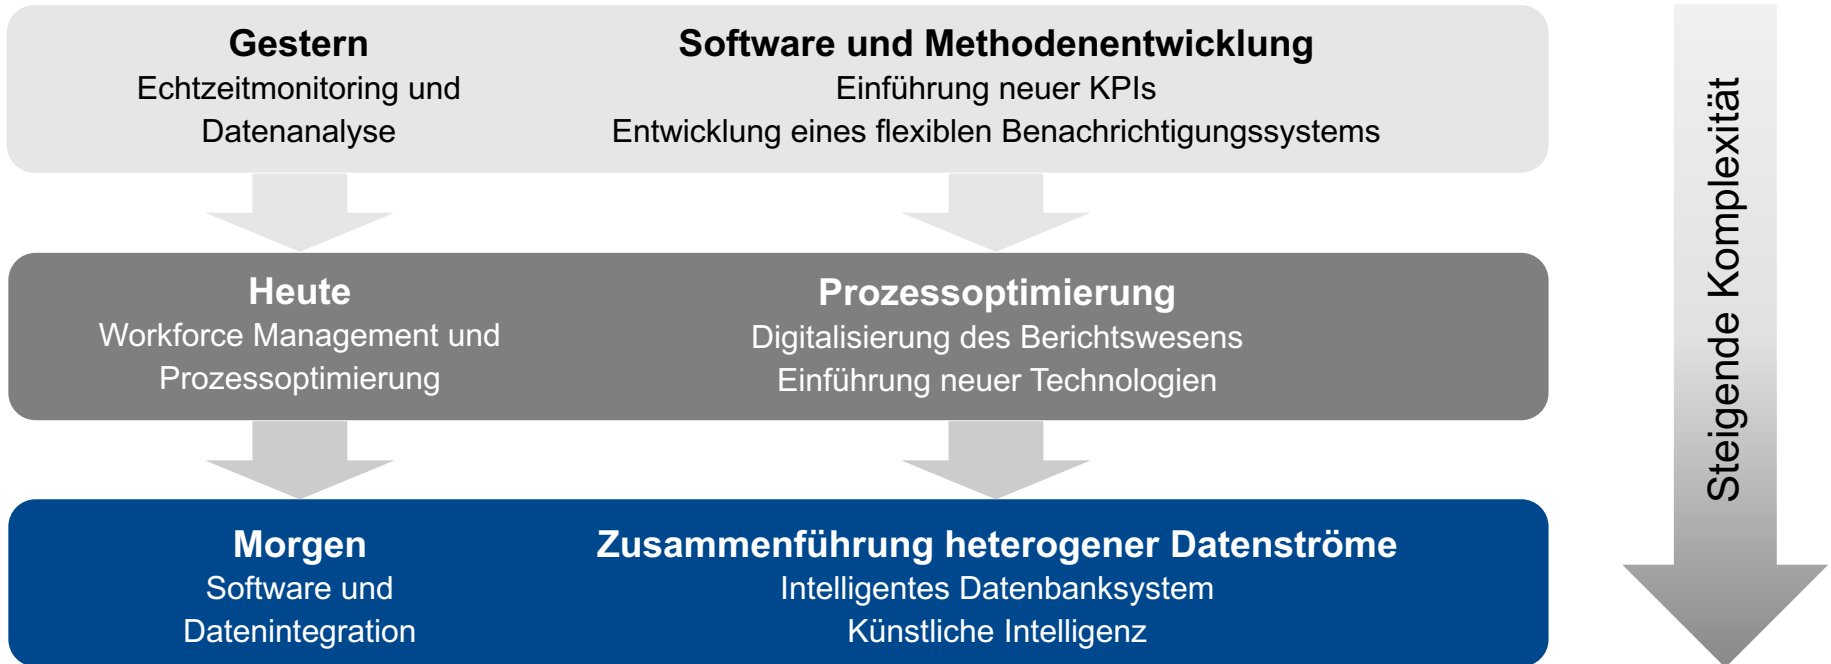 Gestern
Echtzeitmonitoring und
Datenanalyse
Software und Methodenentwicklung
Einführung neuer KPIs
Entwicklung eines flexiblen Benachrichtigungssystems
Heute
Workforce Management und
Prozessoptimierung
Prozessoptimierung
Digitalisierung des Berichtswesens
Einführung neuer Technologien
Morgen
Software und
Datenintegration
Zusammenführung heterogener Datenströme
Intelligentes Datenbanksystem
Künstliche Intelligenz
Steigende Komplexität